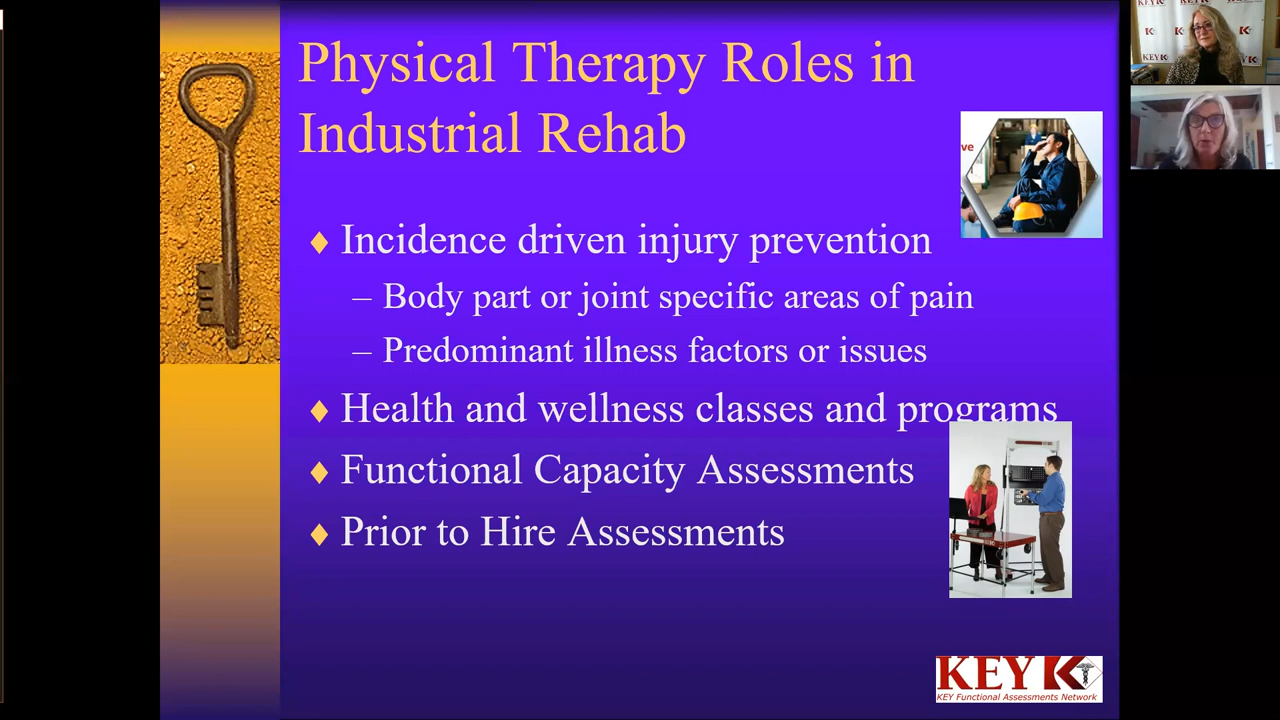 Physical Therapy Roles in
Industrial Rehab
ve
Incidence driven injury prevention
– Body part or joint specific areas of pain
– Predominant illness factors or issues
Health and wellness classes and programs
Functional Capacity Assessments
Prior to Hire Assessments
KEY K
KEY Functional Assessments Network
KEY